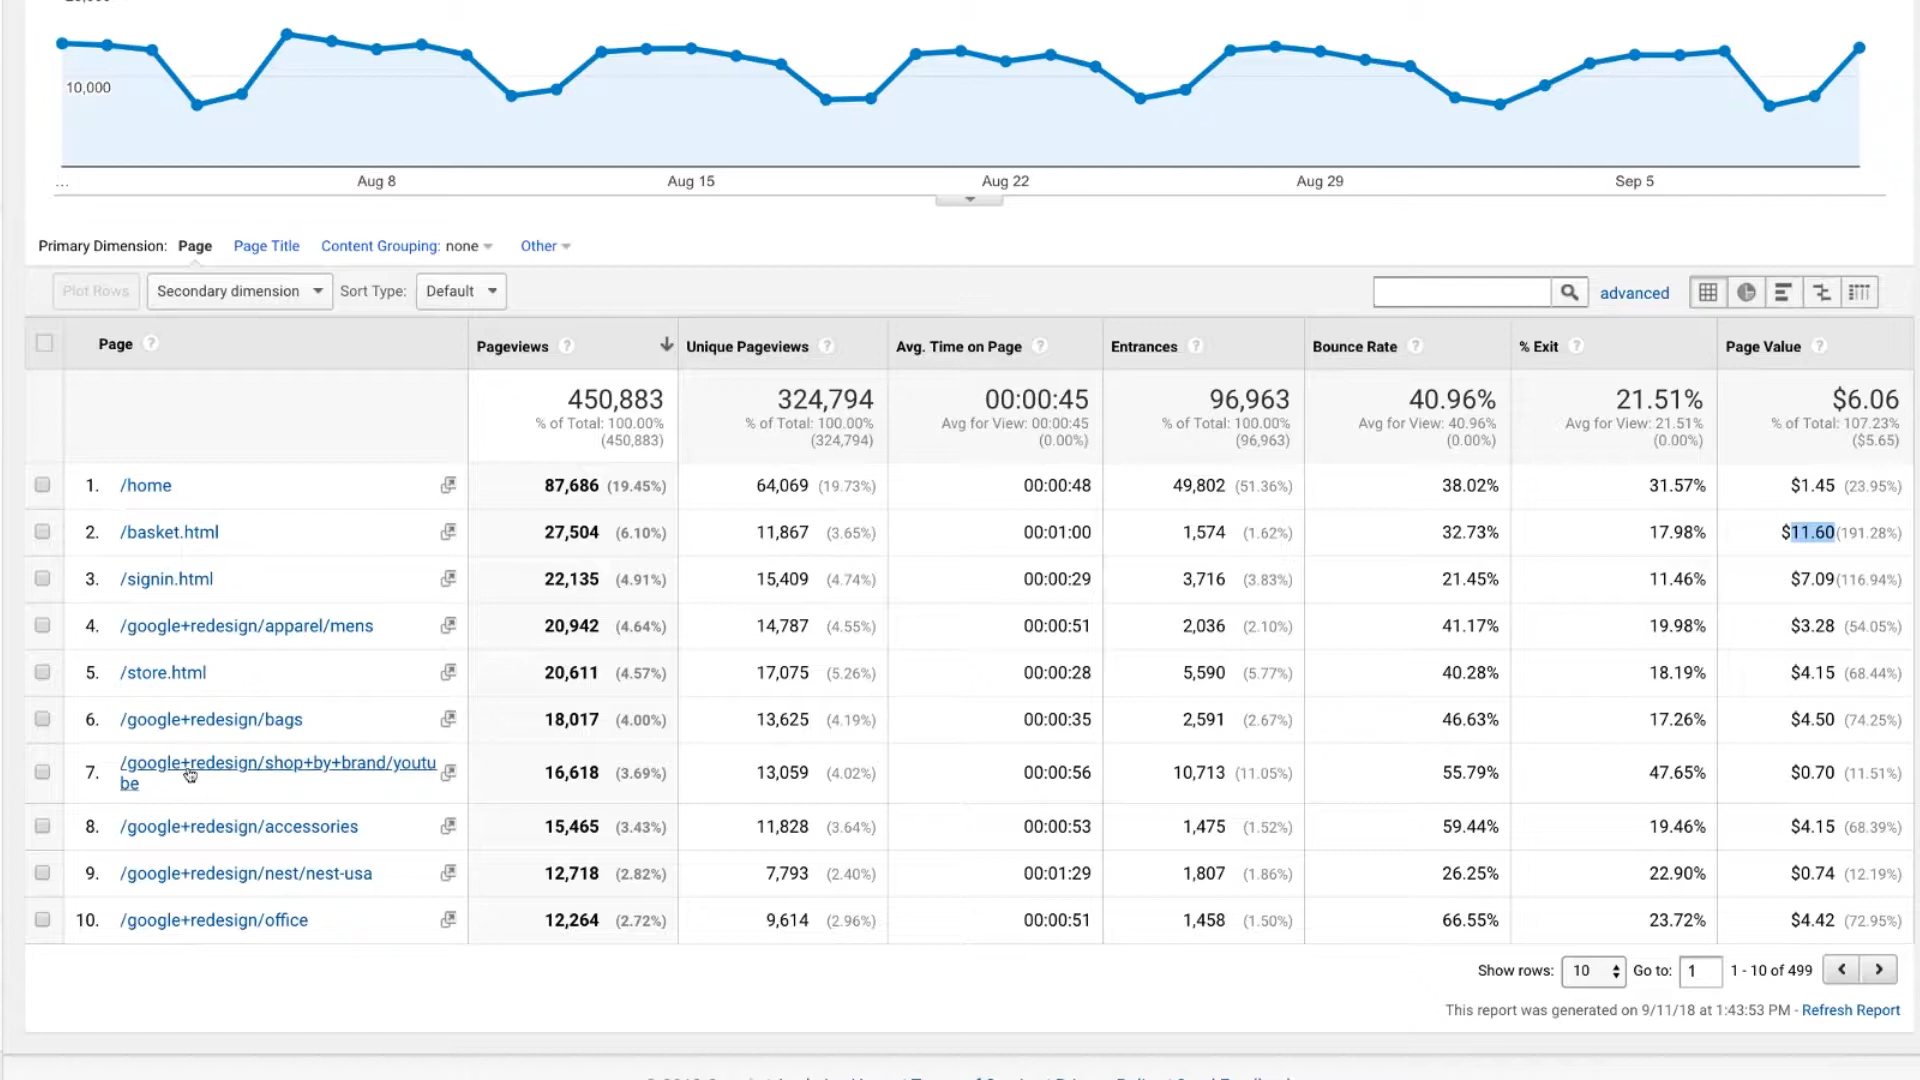 10,000
...
Aug 8
Aug 15
Aug 22
Aug 29
Sep 5
Primary Dimension: Page Page Title Content Grouping: none Other
Plot Rows Secondary dimension Sort Type: Default advanced
Page ? Pageviews ? Unique Pageviews ? Avg. Time on Page ? Entrances ? Bounce Rate ? % Exit ? Page Value ?
450,883 324,794 00:00:45 96,963 40.96% 21.51% $6.06
% of Total: 100.00% % of Total: 100.00% Avg for View: 00:00:45 % of Total: 100.00% Avg for View: 40.96% Avg for View: 21.51% % of Total: 107.23%
(450,883) (324,794) (0.00%) (96,963) (0.00%) (0.00%) ($5.65)
1. /home 87,686 (19.45%) 64,069 (19.73%) 00:00:48 49,802 (51.36%) 38.02% 31.57% $1.45 (23.95%)
2. /basket.html 27,504 (6.10%) 11,867 (3.65%) 00:01:00 1,574 (1.62%) 32.73% 17.98% $11.60 (191.28%)
3. /signin.html 22,135 (4.91%) 15,409 (4.74%) 00:00:29 3,716 (3.83%) 21.45% 11.46% $7.09 (116.94%)
4. /google+redesign/apparel/mens 20,942 (4.64%) 14,787 (4.55%) 00:00:51 2,036 (2.10%) 41.17% 19.98% $3.28 (54.05%)
5. /store.html 20,611 (4.57%) 17,075 (5.26%) 00:00:28 5,590 (5.77%) 40.28% 18.19% $4.15 (68.44%)
6. /google+redesign/bags 18,017 (4.00%) 13,625 (4.19%) 00:00:35 2,591 (2.67%) 46.63% 17.26% $4.50 (74.25%)
7. /google+redesign/shop+by+brand/youtu
be 16,618 (3.69%) 13,059 (4.02%) 00:00:56 10,713 (11.05%) 55.79% 47.65% $0.70 (11.51%)
8. /google+redesign/accessories 15,465 (3.43%) 11,828 (3.64%) 00:00:53 1,475 (1.52%) 59.44% 19.46% $4.15 (68.39%)
9. /google+redesign/nest/nest-usa 12,718 (2.82%) 7,793 (2.40%) 00:01:29 1,807 (1.86%) 26.25% 22.90% $0.74 (12.19%)
10. /google+redesign/office 12,264 (2.72%) 9,614 (2.96%) 00:00:51 1,458 (1.50%) 66.55% 23.72% $4.42 (72.95%)
Show rows: 10 Go to: 1 1 - 10 of 499
This report was generated on 9/11/18 at 1:43:53 PM - Refresh Report